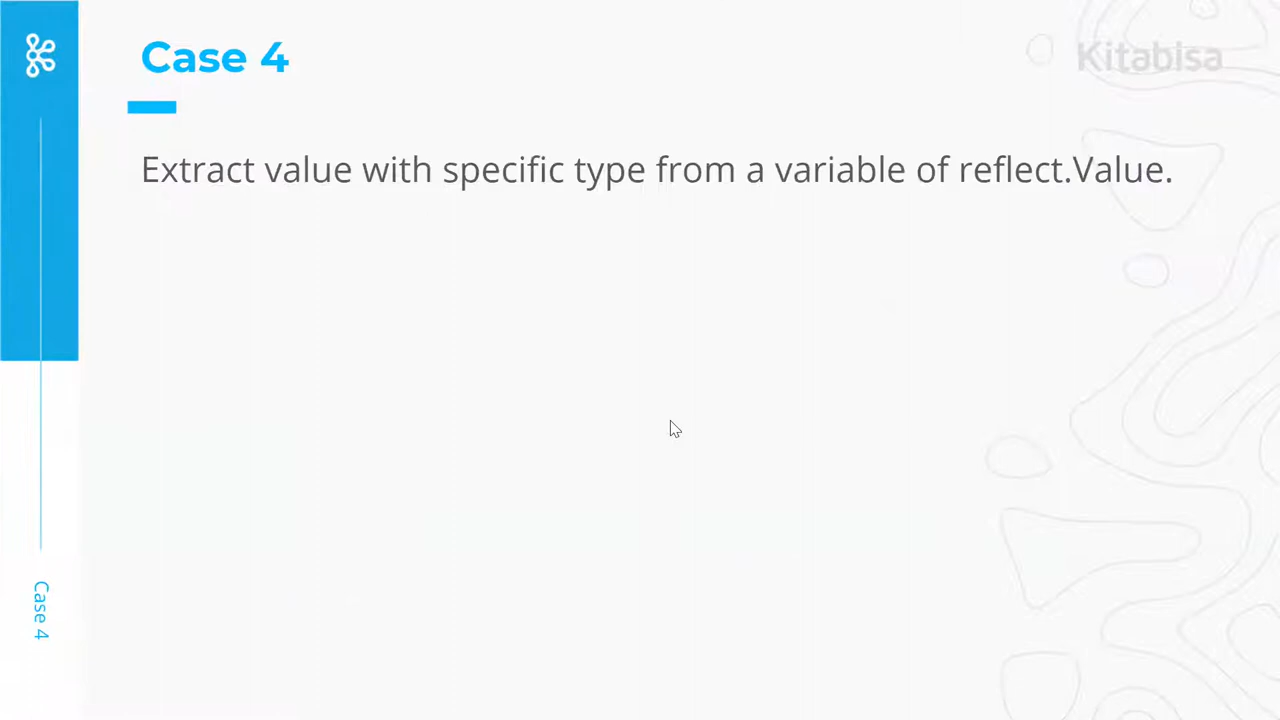 Case 4
Kitabisa
Extract value with specific type from a variable of reflect.Value.
Case 4